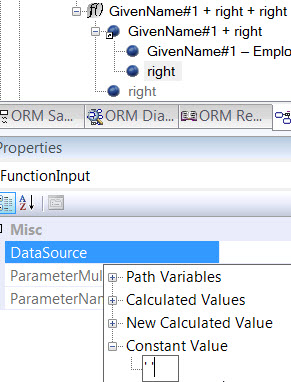 f() GivenName#1 + right + right
GivenName#1 + right
GivenName#1 – Emplo
right
right
ORM Sa... ORM Dia... ORM Re...
Properties
FunctionInput
Misc
DataSource
ParameterMul
ParameterNan
Path Variables
Calculated Values
New Calculated Value
Constant Value
' '